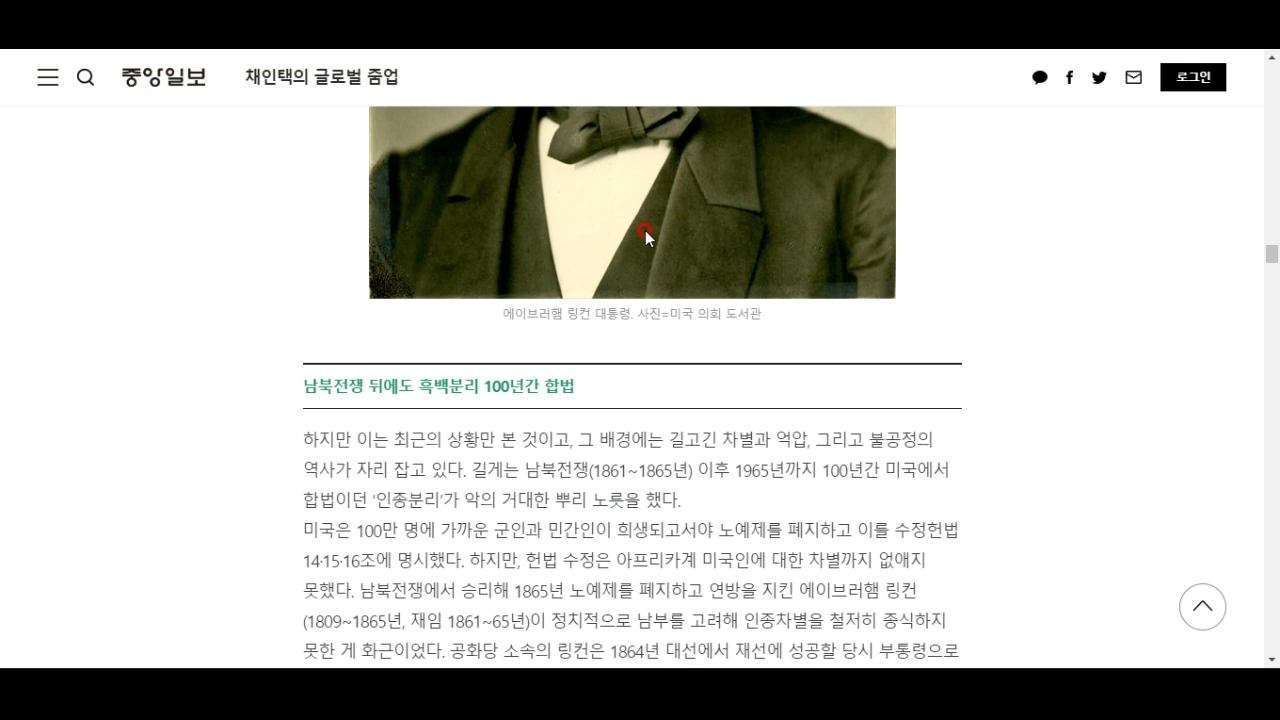 중앙일보
채인택의 글로벌 줌업
로그인
에이브러햄 링컨 대통령. 사진=미국 의회 도서관
남북전쟁 뒤에도 흑백분리 100년간 합법
하지만 이는 최근의 상황만 본 것이고, 그 배경에는 길고긴 차별과 억압, 그리고 불공정의
역사가 자리 잡고 있다. 길게는 남북전쟁(1861~1865년) 이후 1965년까지 100년간 미국에서
합법이던 ‘인종분리’가 악의 거대한 뿌리 노릇을 했다.
미국은 100만 명에 가까운 군인과 민간인이 희생되고서야 노예제를 폐지하고 이를 수정헌법
14·15·16조에 명시했다. 하지만, 헌법 수정은 아프리카계 미국인에 대한 차별까지 없애지
못했다. 남북전쟁에서 승리해 1865년 노예제를 폐지하고 연방을 지킨 에이브러햄 링컨
(1809~1865년, 재임 1861~65년)이 정치적으로 남부를 고려해 인종차별을 철저히 종식하지
못한 게 화근이었다. 공화당 소속의 링컨은 1864년 대선에서 재선에 성공할 당시 부통령으로